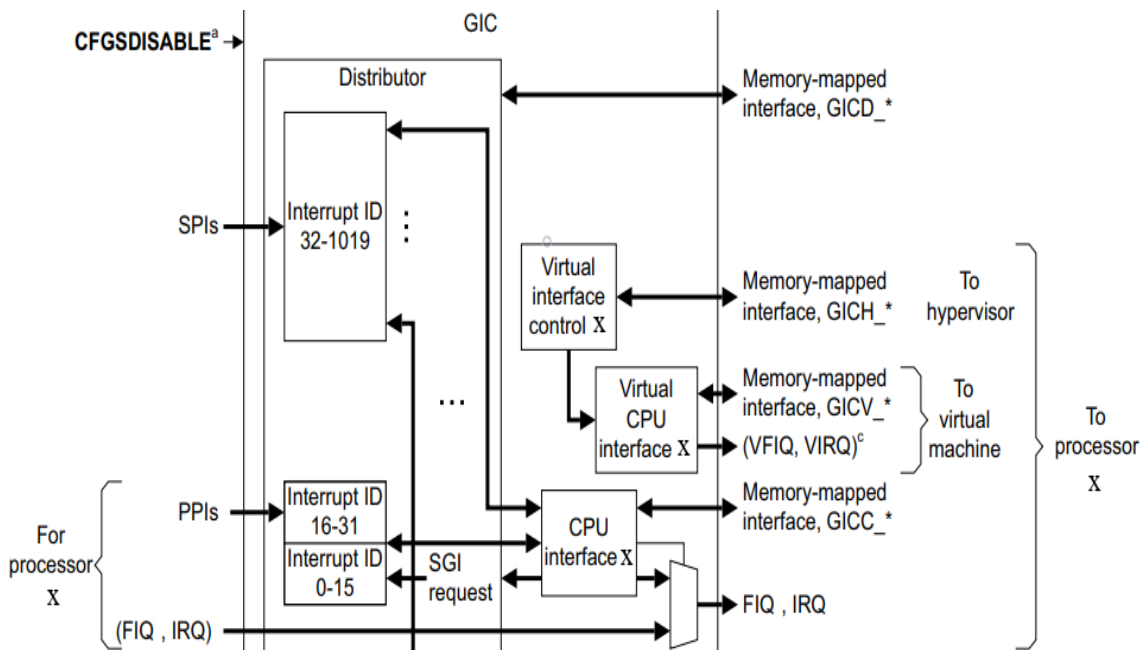 GIC
CFGSDISABLEa
Distributor
Memory-mapped
interface, GICD_*
SPIs
Interrupt ID
32-1019
Virtual
interface
control X
Memory-mapped
interface, GICH_*
To
hypervisor
Virtual
CPU
interface X
Memory-mapped
interface, GICV_*
(VFIQ, VIRQ)c
To
virtual
machine
To
processor
X
For
processor
X
PPIs
Interrupt ID
16-31
Interrupt ID
0-15
SGI
request
CPU
interface X
Memory-mapped
interface, GICC_*
FIQ , IRQ
(FIQ , IRQ)